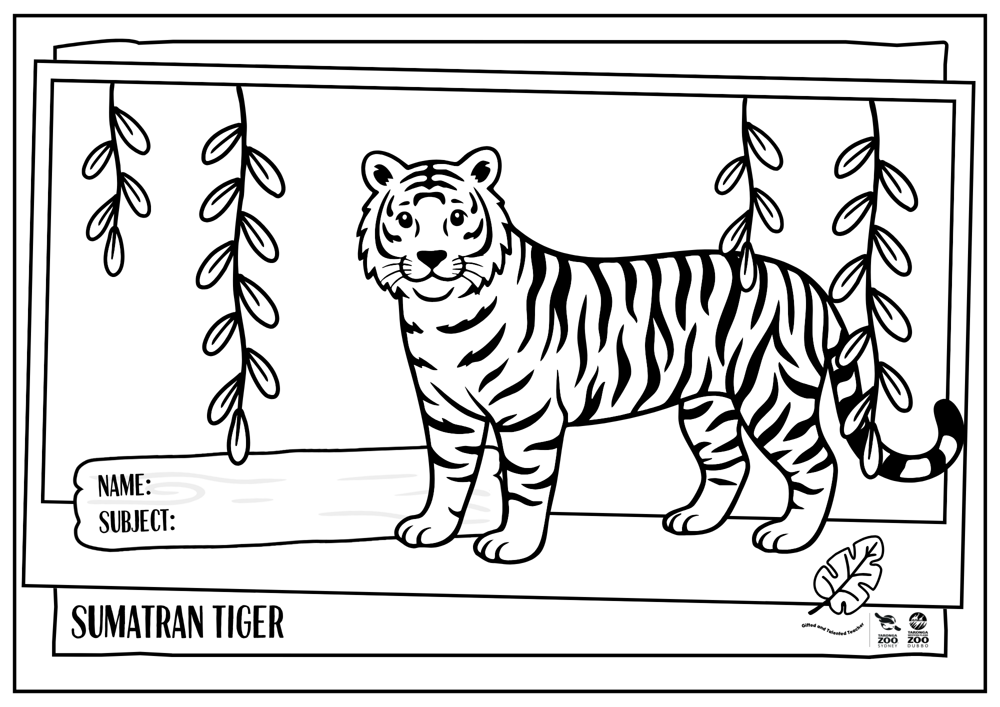 NAME:
SUBJECT:
SUMATRAN TIGER
Gifted and Talented Teacher
TARONGA
ZOO
SYDNEY
TARONGA
WESTERN PLAINS
ZOO
DUBBO